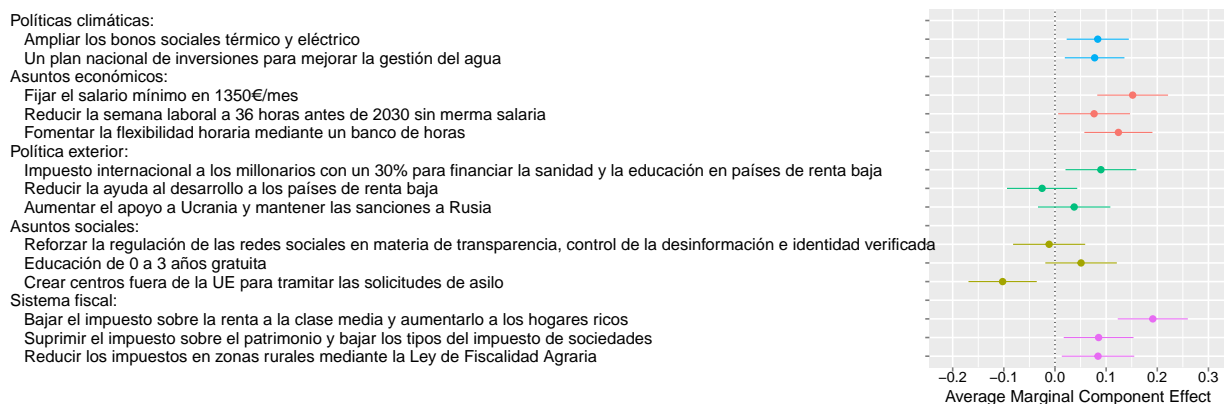 Políticas climáticas:
Ampliar los bonos sociales térmico y eléctrico
Un plan nacional de inversiones para mejorar la gestión del agua
Asuntos económicos:
Fijar el salario mínimo en 1350€/mes
Reducir la semana laboral a 36 horas antes de 2030 sin merma salaria
Fomentar la flexibilidad horaria mediante un banco de horas
Política exterior:
Impuesto internacional a los millonarios con un 30% para financiar la sanidad y la educación en países de renta baja
Reducir la ayuda al desarrollo a los países de renta baja
Aumentar el apoyo a Ucrania y mantener las sanciones a Rusia
Asuntos sociales:
Reforzar la regulación de las redes sociales en materia de transparencia, control de la desinformación e identidad verificada
Educación de 0 a 3 años gratuita
Crear centros fuera de la UE para tramitar las solicitudes de asilo
Sistema fiscal:
Bajar el impuesto sobre la renta a la clase media y aumentarlo a los hogares ricos
Suprimir el impuesto sobre el patrimonio y bajar los tipos del impuesto de sociedades
Reducir los impuestos en zonas rurales mediante la Ley de Fiscalidad Agraria
−0.2 −0.1 0.0 0.1 0.2 0.3
Average Marginal Component Effect